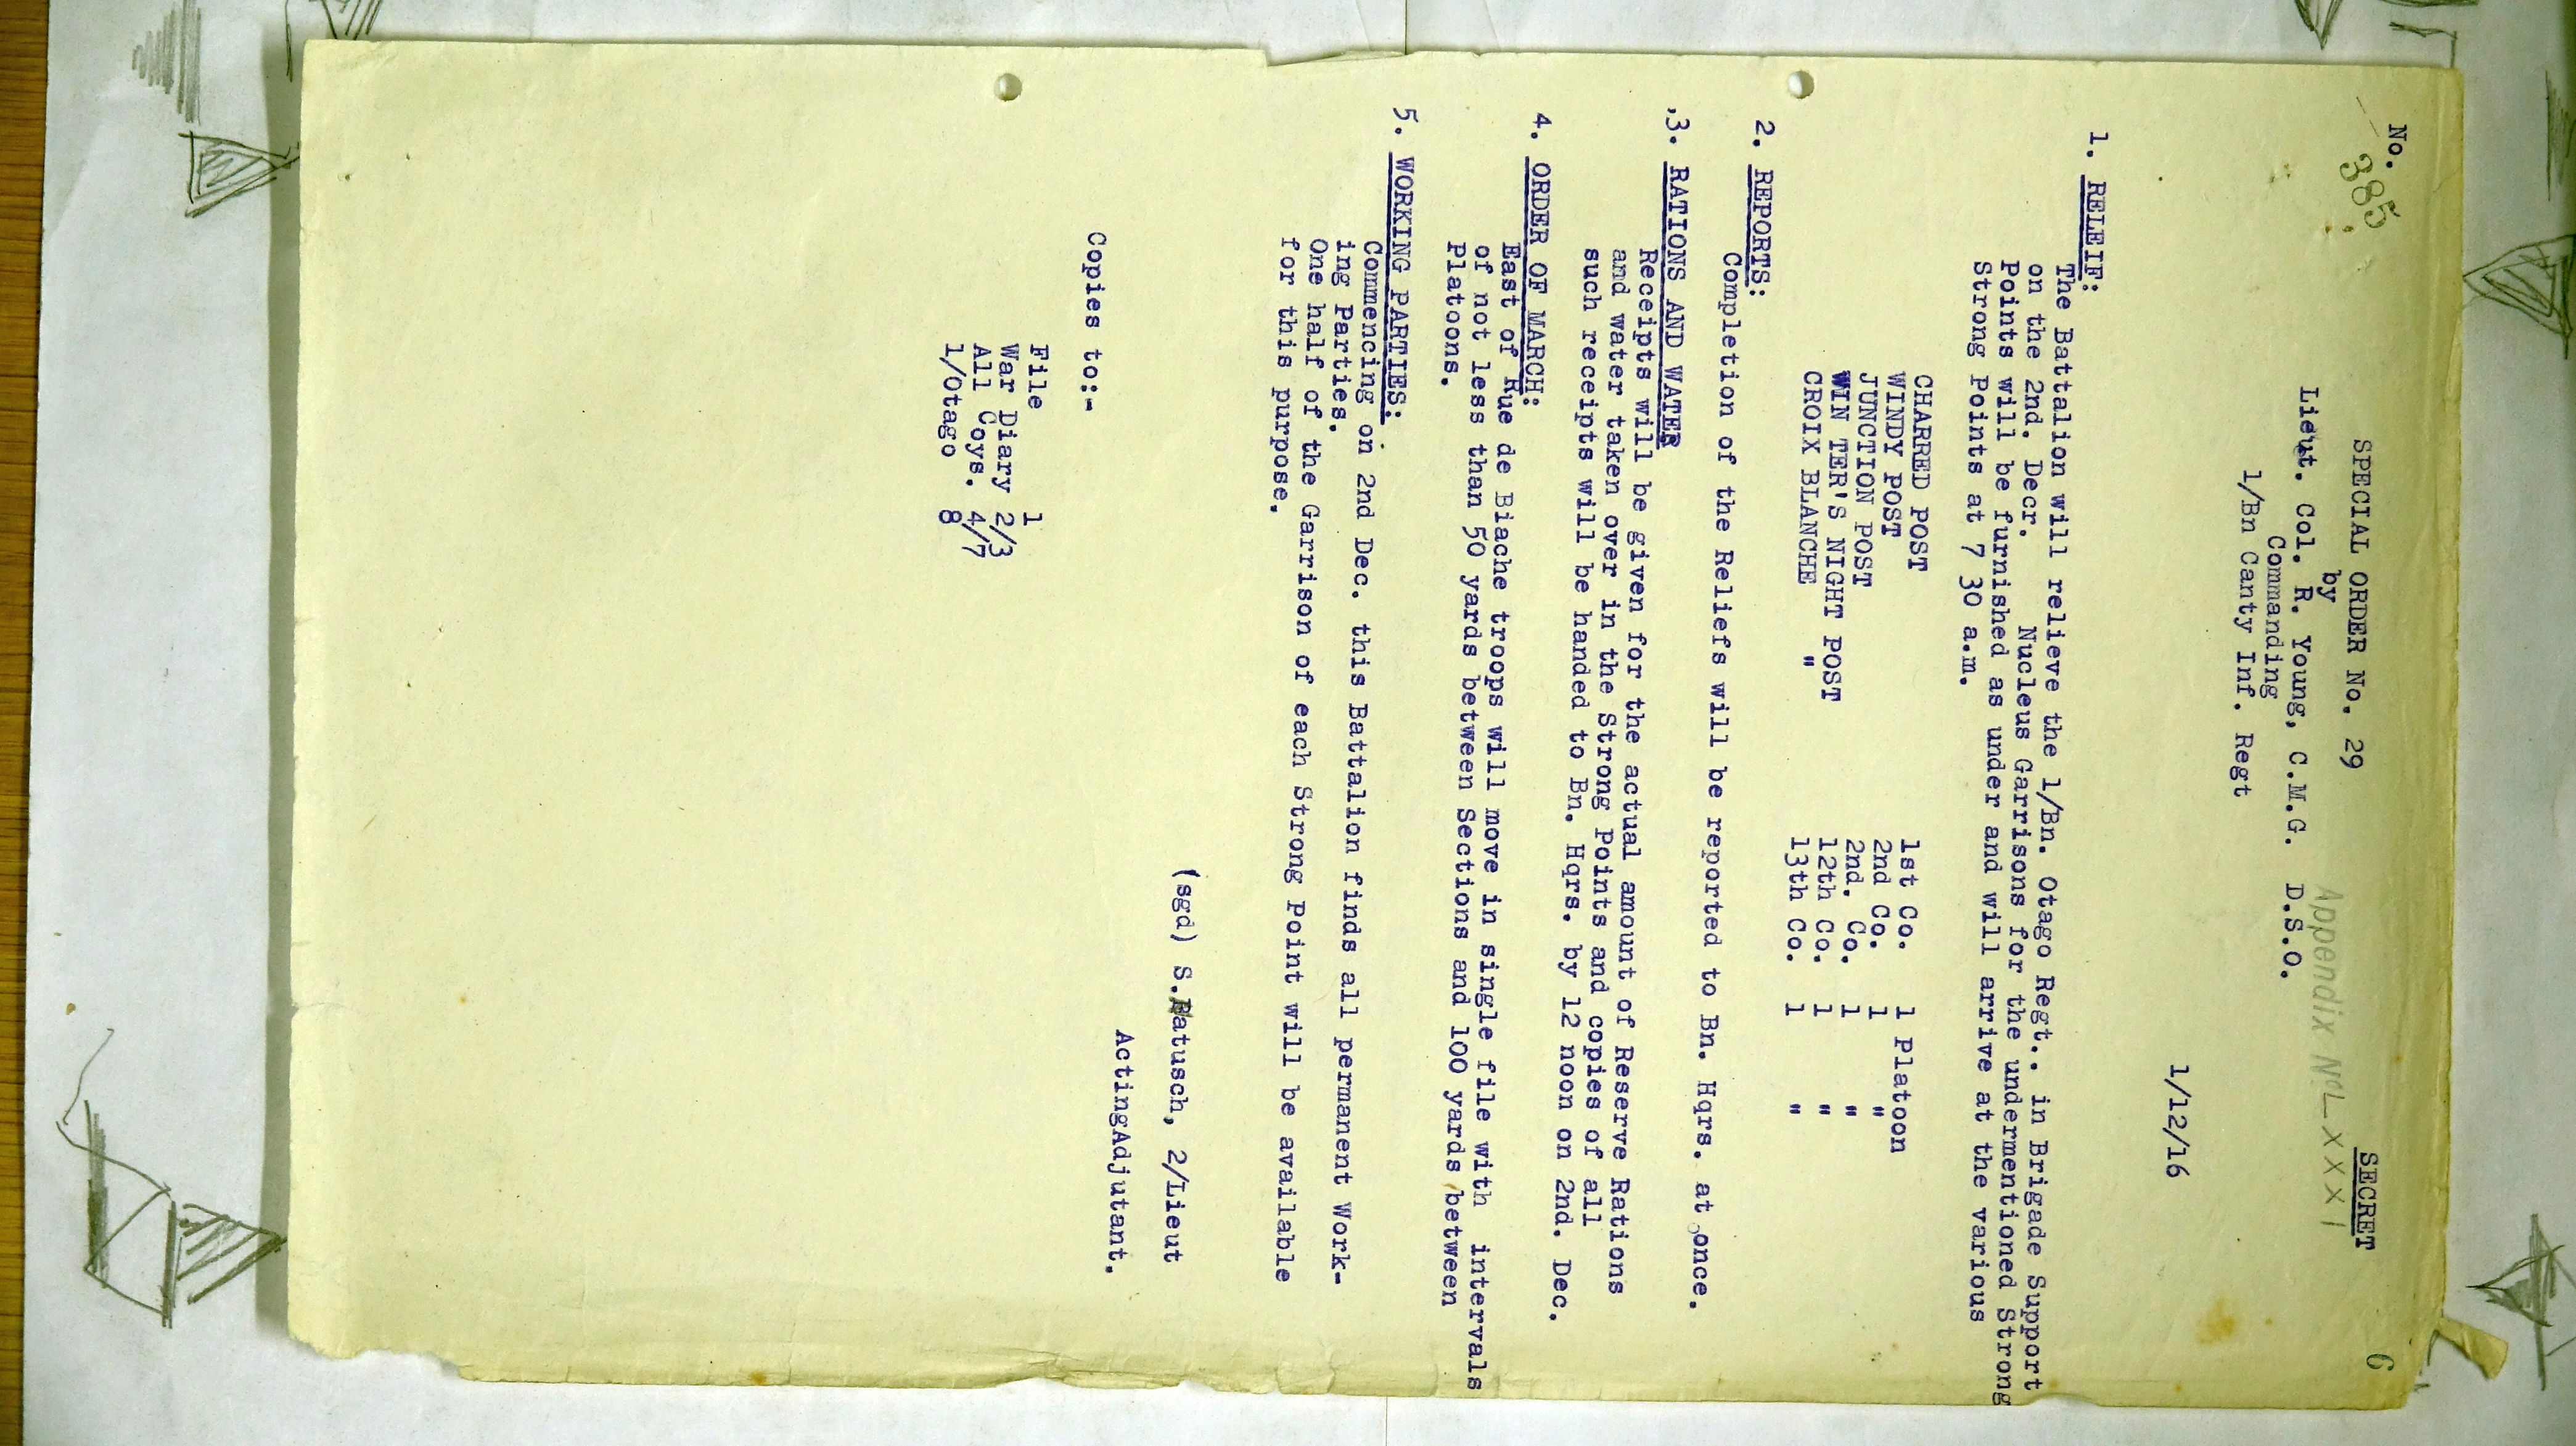 No. 385
SECRET
6
SPECIAL ORDER No. 29
by
Appendix No L XXXI
Lieut. Col. R. Young, C.M.G. D.S.O.
Commanding
1/Bn Canty Inf. Regt
1/12/16
1. RELEIF:
The Battalion will relieve the 1/Bn. Otago Regt.. in Brigade Support
on the 2nd. Decr. Nucleus Garrisons for the undermentioned Strong
Points will be furnished as under and will arrive at the various
Strong Points at 7 30 a.m.
CHARRED POST 1st Co. 1 Platoon
WINDY POST 2nd Co. 1 "
JUNCTION POST 2nd. Co. 1 "
WIN TER'S NIGHT POST 12th Co. 1 "
CROIX BLANCHE " 13th Co. 1 "
2. REPORTS:
Completion of the Reliefs will be reported to Bn. Hqrs. at once.
,3. RATIONS AND WATER
Receipts will be given for the actual amount of Reserve Rations
and water taken over in the Strong Points and copies of all
such receipts will be handed to Bn. Hqrs. by 12 noon on 2nd. Dec.
4. ORDER OF MARCH:
East of Rue de Biache troops will move in single file with intervals
of not less than 50 yards between Sections and 100 yards between
Platoons.
5. WORKING PARTIES:
Commencing on 2nd Dec. this Battalion finds all permanent Work-
ing Parties.
One half of the Garrison of each Strong Point will be available
for this purpose.
(sgd) S. Natusch, 2/Lieut
ActingAdjutant.
Copies to:-
File 1
War Diary 2/3
All Coys. 4/7
1/Otago 8